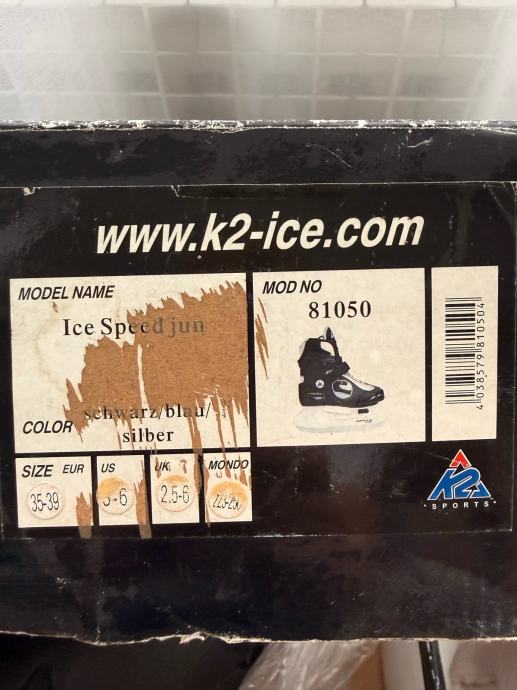 www.k2-ice.com
MODEL NAME
Ice Speed jun
COLOR
schwarz/blau/
silber
MOD NO
81050
4038579810504
SIZE EUR
35-39
US
-6
UK
2.5-6
MONDO
K2
SPORTS